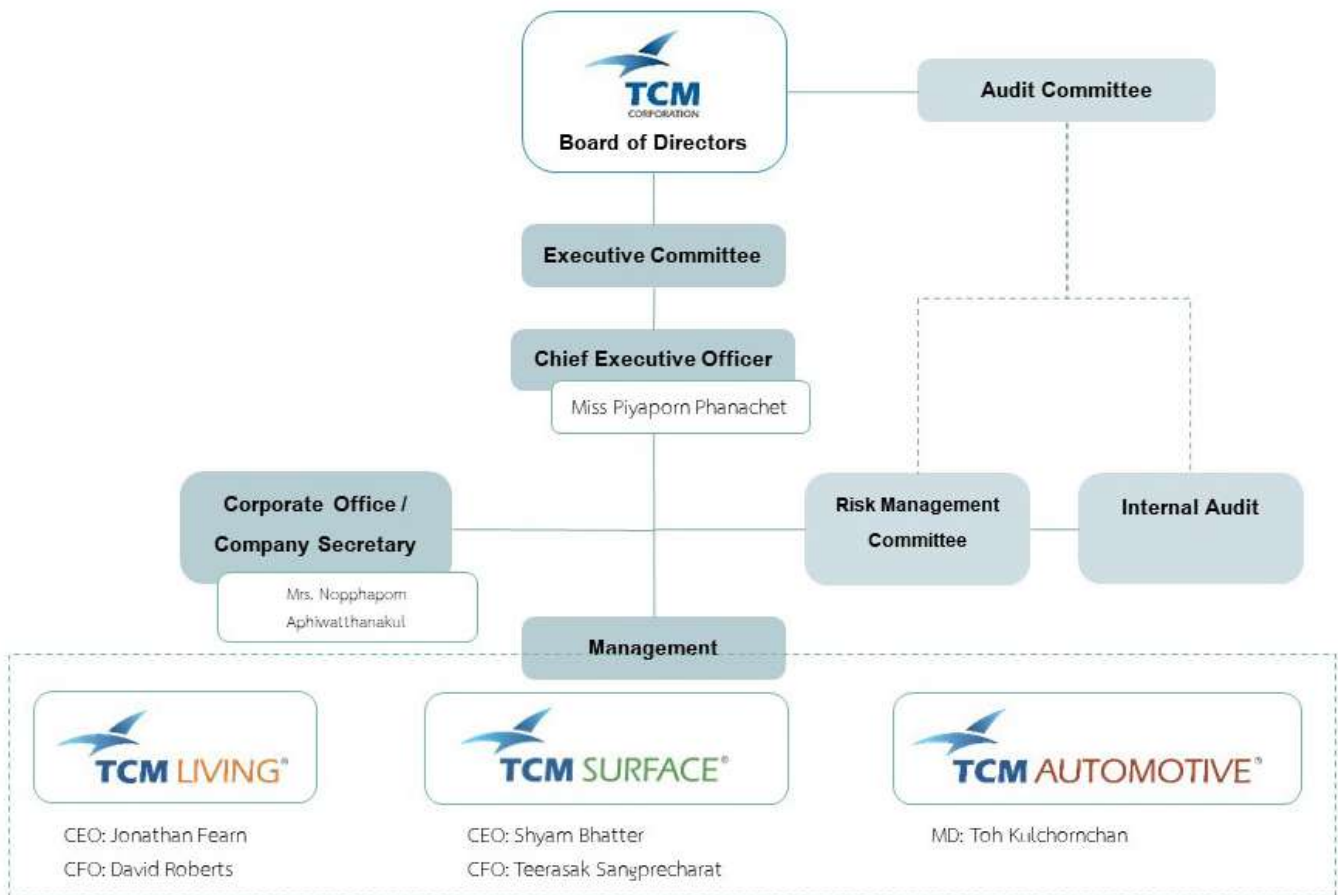 TCM
CORPORATION
Board of Directors
Audit Committee
Executive Committee
Chief Executive Officer
Miss Piyaporn Phanachet
Corporate Office /
Company Secretary
Mrs. Nopphaporn
Aphiwatthanakul
Risk Management
Committee
Internal Audit
Management
TCM LIVING®
CEO: Jonathan Fearn
CFO: David Roberts
TCM SURFACE®
CEO: Shyam Bhatter
CFO: Teerasak Sangprecharat
TCM AUTOMOTIVE®
MD: Toh Kulchornchan